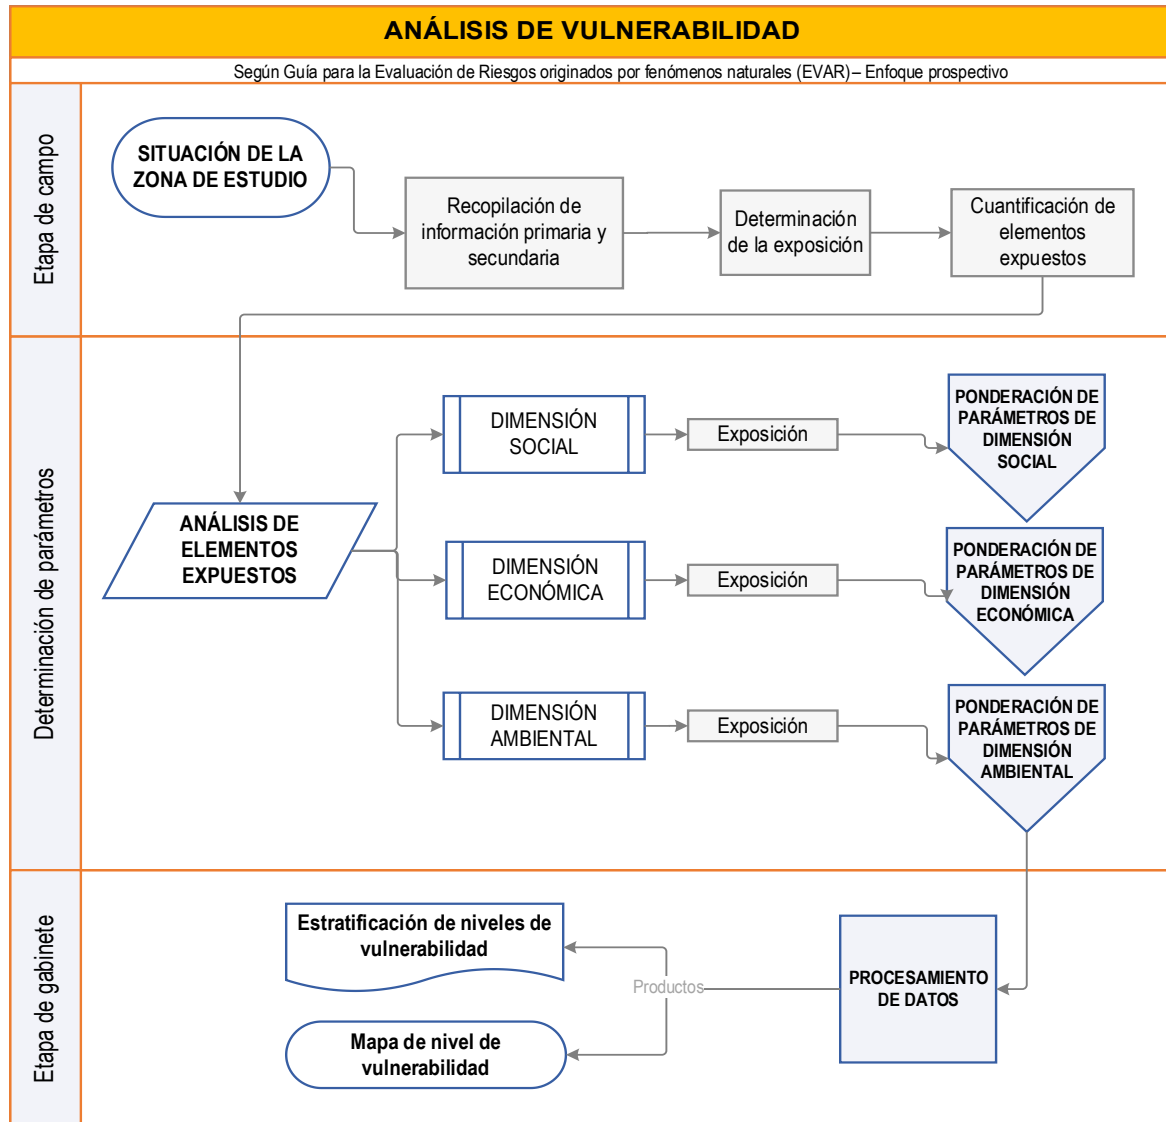 ANÁLISIS DE VULNERABILIDAD
Según Guía para la Evaluación de Riesgos originados por fenómenos naturales (EVAR) – Enfoque prospectivo
Etapa de campo
SITUACIÓN DE LA
ZONA DE ESTUDIO
Recopilación de
información primaria y
secundaria
Determinación
de la exposición
Cuantificación de
elementos
expuestos
Determinación de parámetros
ANÁLISIS DE
ELEMENTOS
EXPUESTOS
DIMENSIÓN
SOCIAL
Exposición
PONDERACIÓN DE
PARÁMETROS DE
DIMENSIÓN
SOCIAL
DIMENSIÓN
ECONÓMICA
Exposición
PONDERACIÓN DE
PARÁMETROS DE
DIMENSIÓN
ECONÓMICA
DIMENSIÓN
AMBIENTAL
Exposición
PONDERACIÓN DE
PARÁMETROS DE
DIMENSIÓN
AMBIENTAL
Etapa de gabinete
Estratificación de niveles de
vulnerabilidad
Productos
PROCESAMIENTO
DE DATOS
Mapa de nivel de
vulnerabilidad